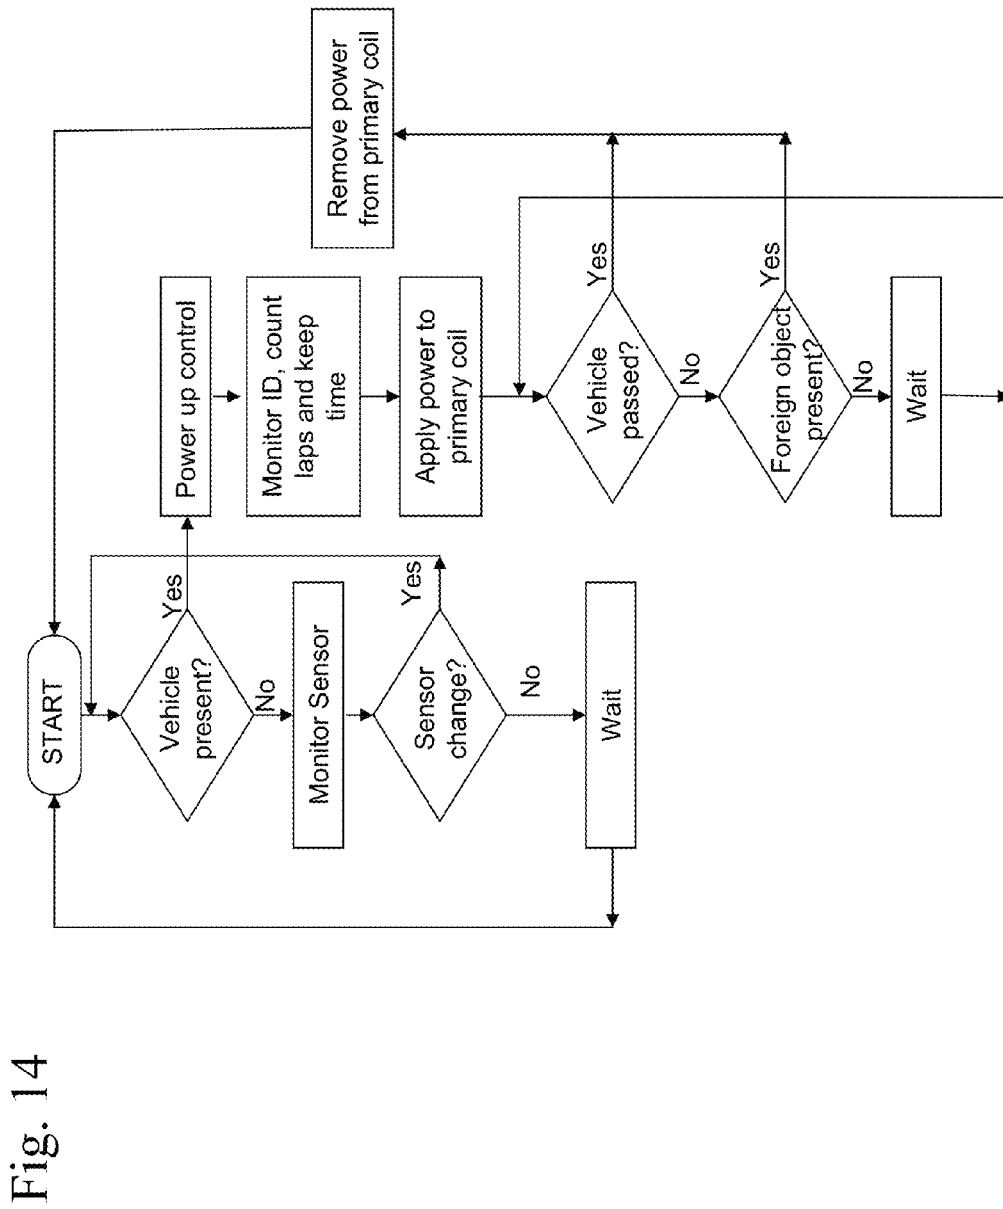 Fig. 14
START
Vehicle
present?
Yes
No
Monitor Sensor
Sensor
change?
Yes
No
Wait
Power up control
Monitor ID, count
laps and keep
time
Apply power to
primary coil
Vehicle
passed?
Yes
No
Foreign object
present?
Yes
No
Wait
Remove power
from primary coil